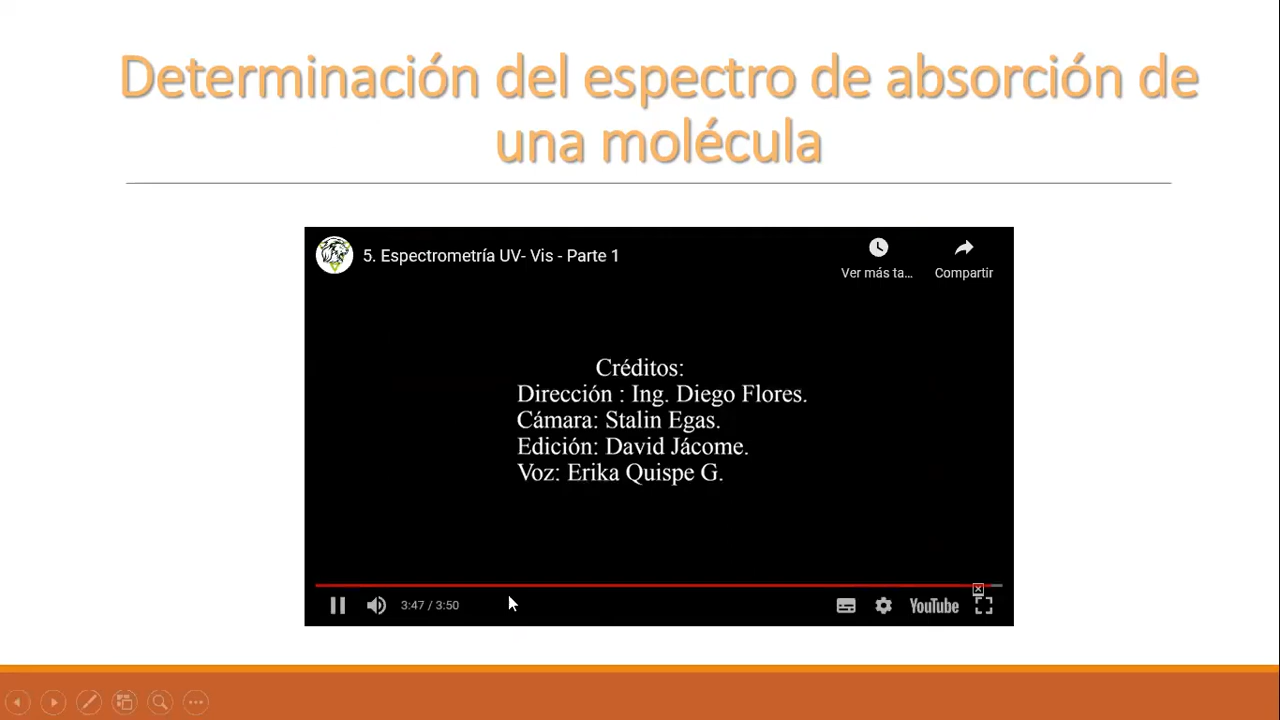 Determinación del espectro de absorción de
una molécula
5. Espectrometría UV- Vis - Parte 1
Ver más ta...
Compartir
Créditos:
Dirección : Ing. Diego Flores.
Cámara: Stalin Egas.
Edición: David Jácome.
Voz: Erika Quispe G.
3:47 / 3:50
YouTube